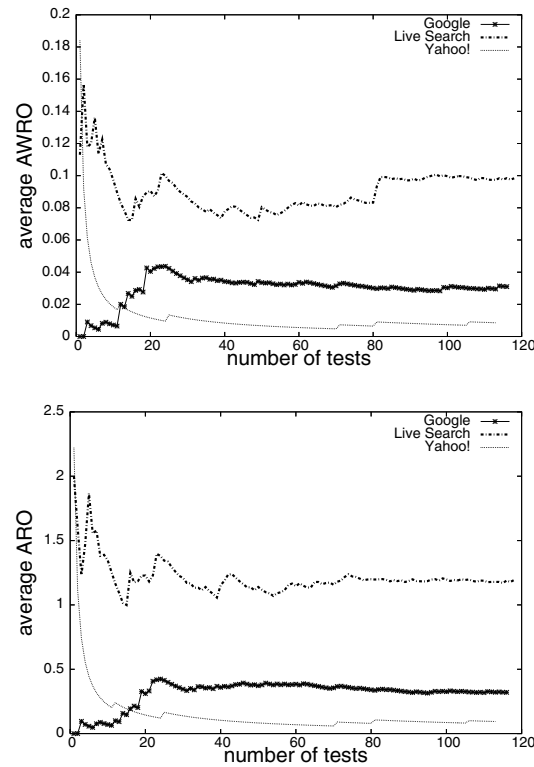 Google
Live Search
Yahoo!
0.2
0.18
0.16
0.14
0.12
0.1
0.08
0.06
0.04
0.02
0
average AWRO
0 20 40 60 80 100 120
number of tests
Google
Live Search
Yahoo!
2.5
2
1.5
1
0.5
0
average ARO
0 20 40 60 80 100 120
number of tests